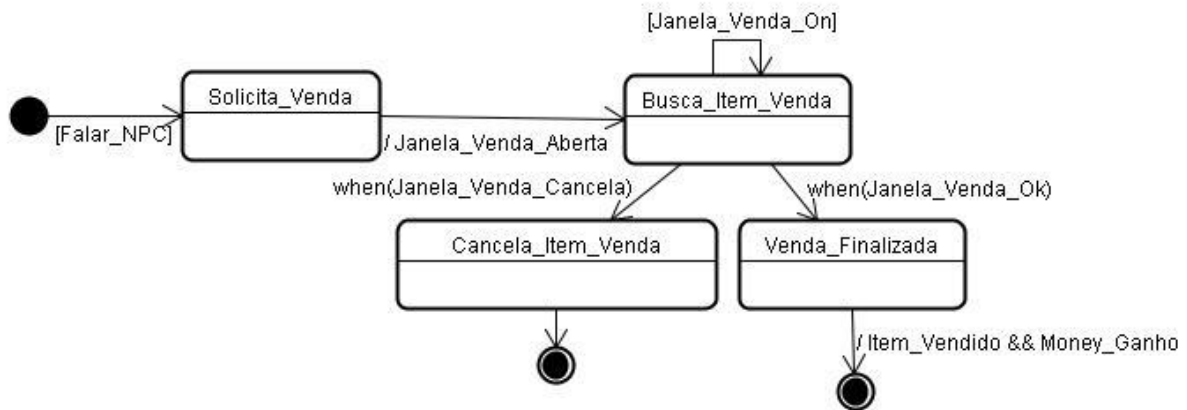 [Janela_Venda_On]
Solicita_Venda
Busca_Item_Venda
[Falar_NPC]
/ Janela_Venda_Aberta
when(Janela_Venda_Cancela)
when(Janela_Venda_Ok)
Cancela_Item_Venda
Venda_Finalizada
/ Item_Vendido && Money_Ganho